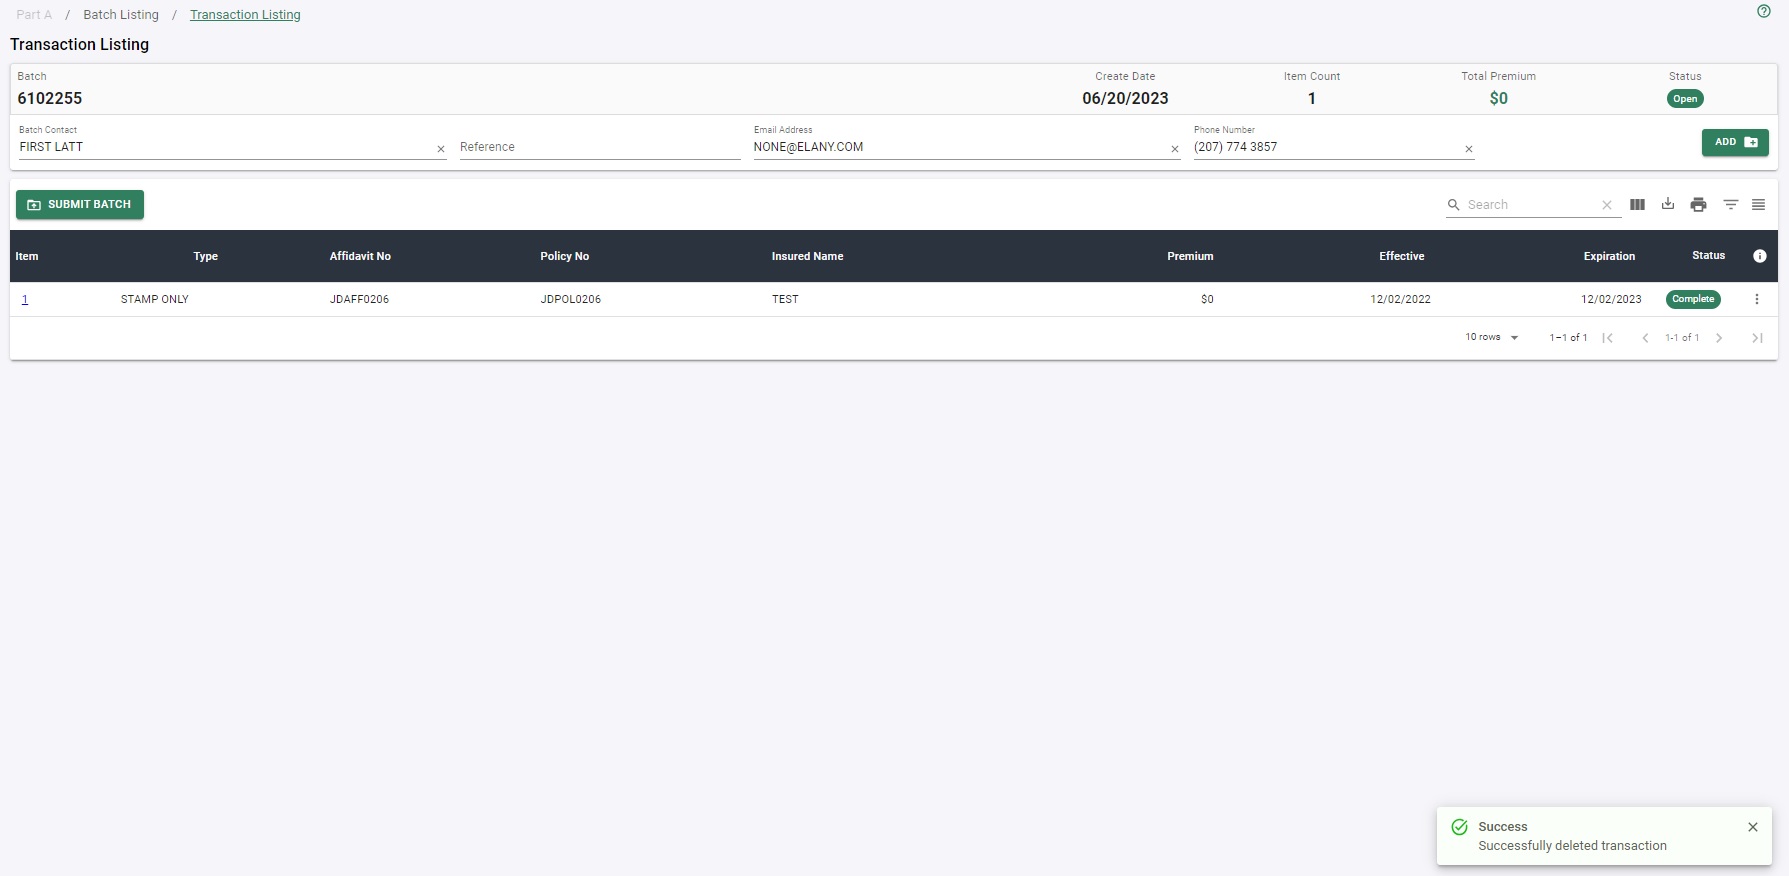 Part A / Batch Listing / Transaction Listing
Transaction Listing
Batch Create Date Item Count Total Premium Status
6102255 06/20/2023 1 $0 Open
Batch Contact Email Address Phone Number
FIRST LATT Reference NONE@ELANY.COM (207) 774 3857 ADD
SUBMIT BATCH Search
Item Type Affidavit No Policy No Insured Name Premium Effective Expiration Status
1 STAMP ONLY JDAFF0206 JDPOL0206 TEST $0 12/02/2022 12/02/2023 Complete
10 rows 1–1 of 1 1-1 of 1
Success
Successfully deleted transaction